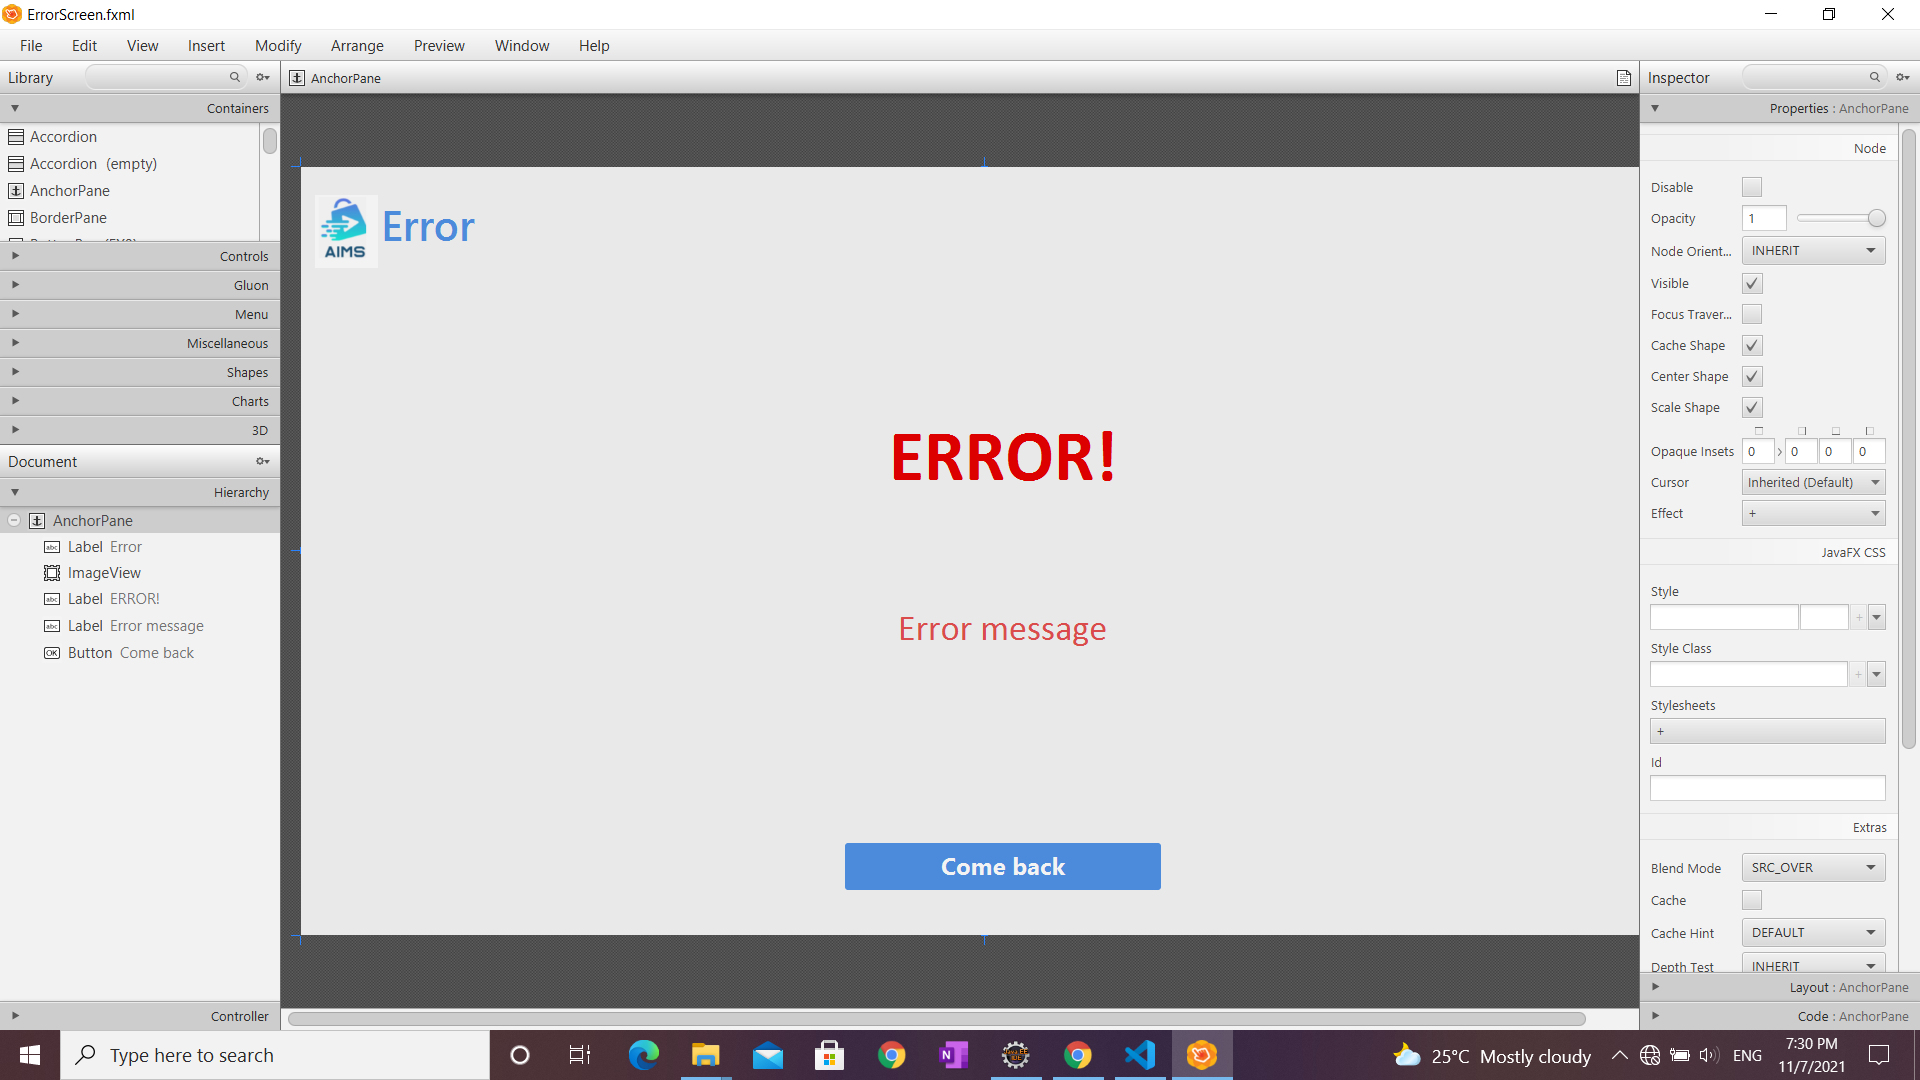 ErrorScreen.fxml
File Edit View Insert Modify Arrange Preview Window Help
Library
Containers
Accordion
Accordion (empty)
AnchorPane
BorderPane
Controls
Gluon
Menu
Miscellaneous
Shapes
Charts
3D
Document
Hierarchy
AnchorPane
Label Error
ImageView
Label ERROR!
Label Error message
Button Come back
Controller
AnchorPane
AIMS
Error
ERROR!
Error message
Come back
Inspector
Properties : AnchorPane
Node
Disable
Opacity 1
Node Orient... INHERIT
Visible
Focus Traver...
Cache Shape
Center Shape
Scale Shape
Opaque Insets 0 0 0 0
Cursor Inherited (Default)
Effect +
JavaFX CSS
Style
+
Style Class
+
Stylesheets
+
Id
Extras
Blend Mode SRC_OVER
Cache
Cache Hint DEFAULT
Depth Test INHERIT
Layout : AnchorPane
Code : AnchorPane
Type here to search
25°C Mostly cloudy
ENG
7:30 PM
11/7/2021